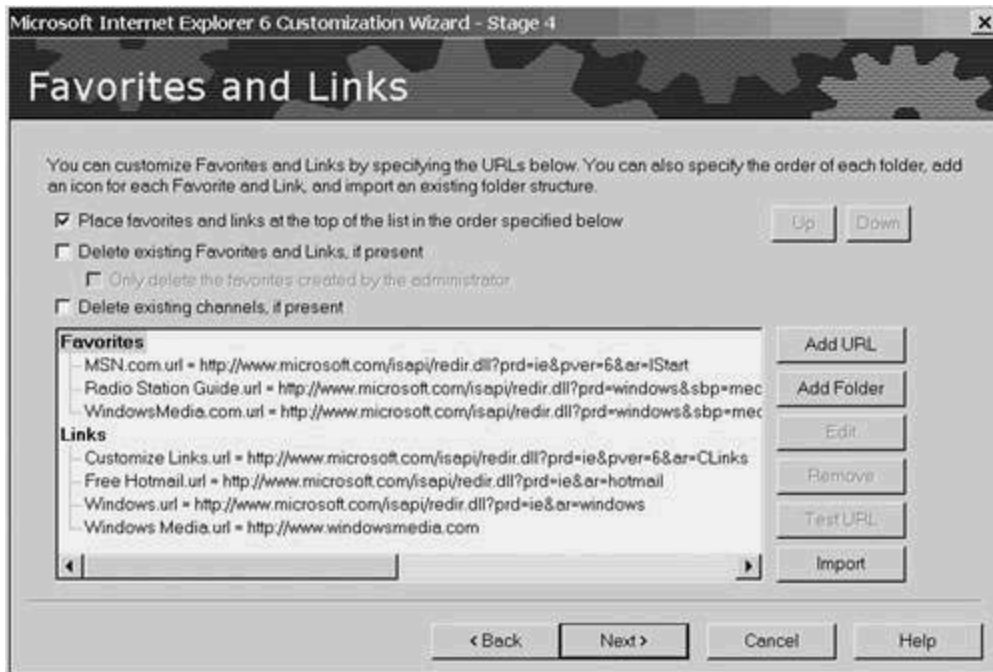 Microsoft Internet Explorer 6 Customization Wizard - Stage 4
Favorites and Links
You can customize Favorites and Links by specifying the URLs below. You can also specify the order of each folder, add
an icon for each Favorite and Link, and import an existing folder structure.
Place favorites and links at the top of the list in the order specified below
Up
Down
Delete existing Favorites and Links, if present
Only delete the favorites created by the administrator
Delete existing channels, if present
Favorites
MSN.com.url = http://www.microsoft.com/isapi/redir.dll?prd=ie&pver=6&ar=IStart
Radio Station Guide.url = http://www.microsoft.com/isapi/redir.dll?prd=windows&sbp=mec
WindowsMedia.com.url = http://www.microsoft.com/isapi/redir.dll?prd=windows&sbp=mec
Links
Customize Links.url = http://www.microsoft.com/isapi/redir.dll?prd=ie&pver=6&ar=CLinks
Free Hotmail.url = http://www.microsoft.com/isapi/redir.dll?prd=ie&ar=hotmail
Windows.url = http://www.microsoft.com/isapi/redir.dll?prd=ie&ar=windows
Windows Media.url = http://www.windowsmedia.com
Add URL
Add Folder
Edit
Remove
Test URL
Import
< Back
Next >
Cancel
Help